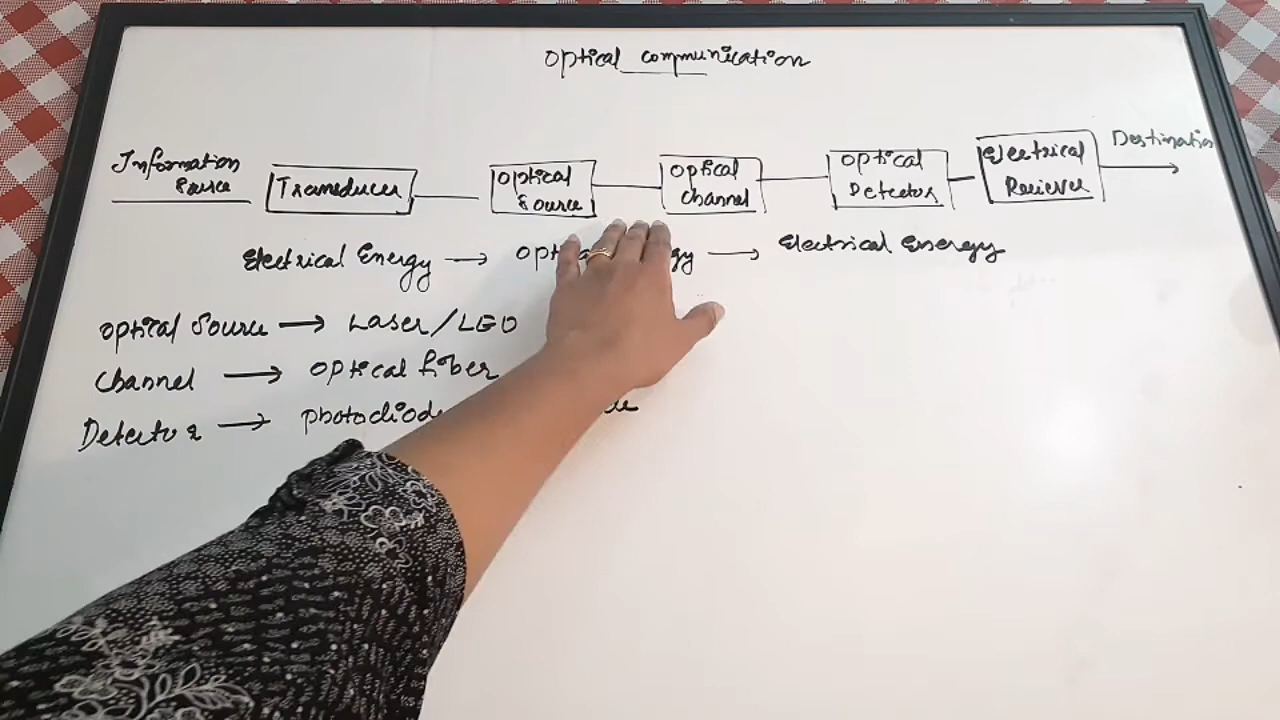 Optical communication
Information Source
Transducer
Optical Source
Optical Channel
Optical Detector
Electrical Reciever
Destination
Electrical Energy → → Electrical Energy
Optical Source → Laser/LED
Channel → Optical fiber
Detector →